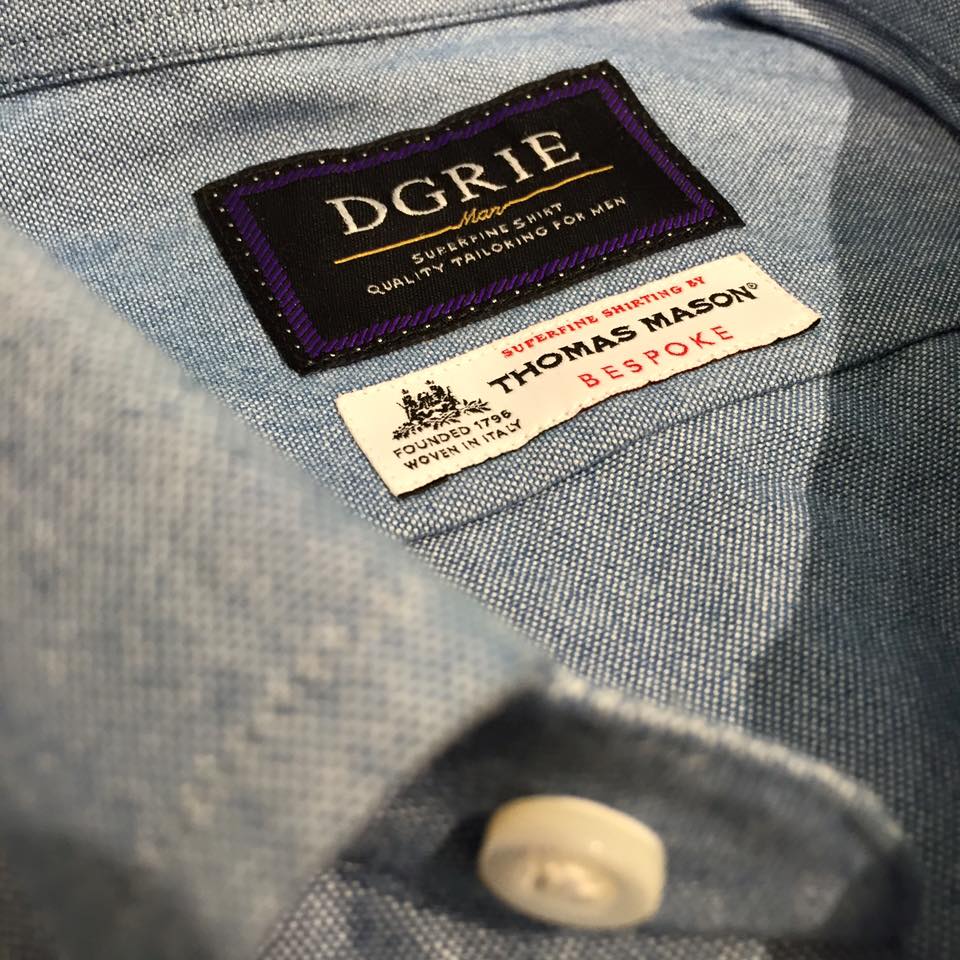 DGRIE
Man
SUPERFINE SHIRT
QUALITY TAILORING FOR MEN
SUPERFINE SHIRTING BY
THOMAS MASON®
BESPOKE
FOUNDED 1796
WOVEN IN ITALY